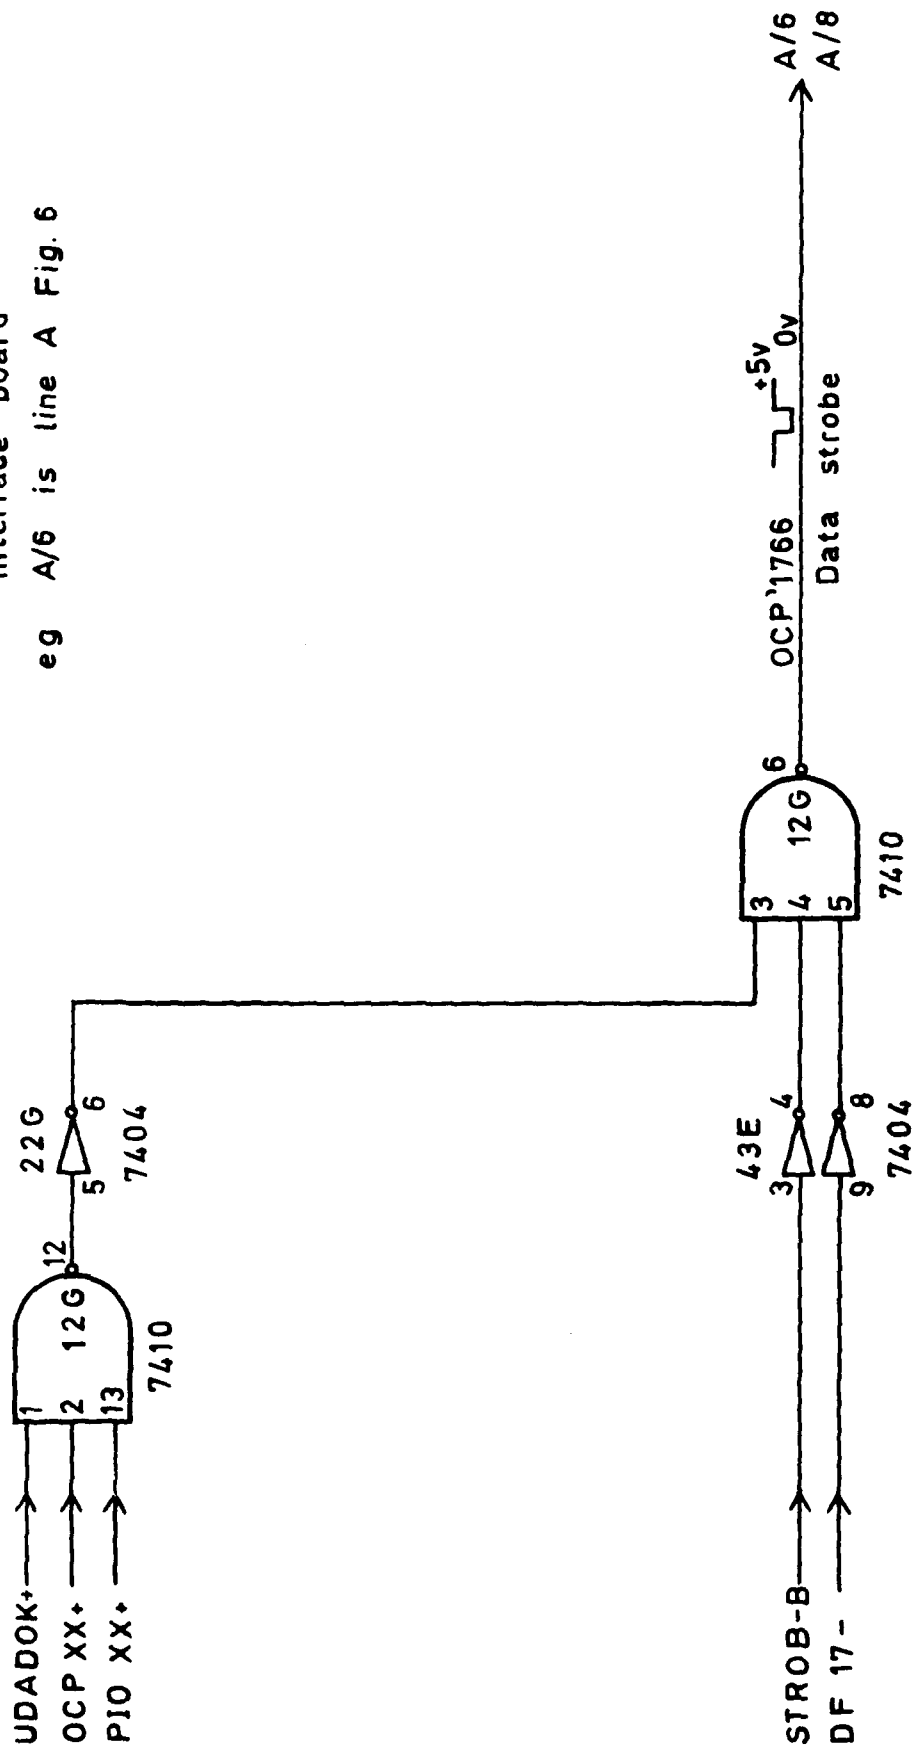 Interface board
eg A/6 is line A Fig. 6
UDADOK+
OCP XX+
PIO XX+
1
2
13
12G
12
7410
22G
5
6
7404
STROB-B
DF 17-
43E
3
4
9
8
7404
3
4
5
12G
6
7410
OCP'1766
+5v
0v
Data strobe
A/6
A/8